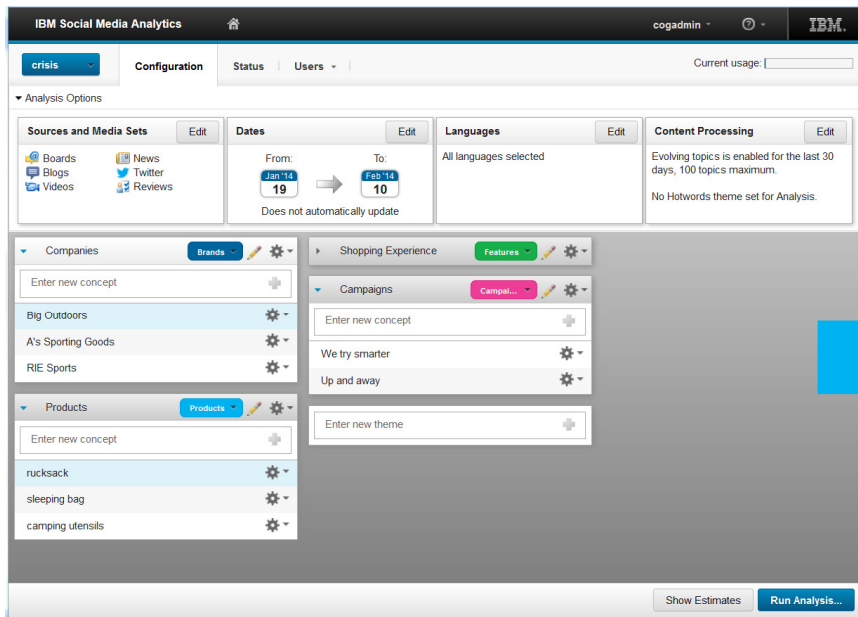 IBM Social Media Analytics
cogadmin
IBM.
crisis
Configuration
Status
Users
Current usage:
Analysis Options
Sources and Media Sets
Edit
Boards
News
Blogs
Twitter
Videos
Reviews
Dates
Edit
From:
To:
Jan '14
19
Feb '14
10
Does not automatically update
Languages
Edit
All languages selected
Content Processing
Edit
Evolving topics is enabled for the last 30
days, 100 topics maximum.
No Hotwords theme set for Analysis.
Companies
Brands
Enter new concept
Big Outdoors
A's Sporting Goods
RIE Sports
Products
Products
Enter new concept
rucksack
sleeping bag
camping utensils
Shopping Experience
Features
Campaigns
Campai...
Enter new concept
We try smarter
Up and away
Enter new theme
Show Estimates
Run Analysis...